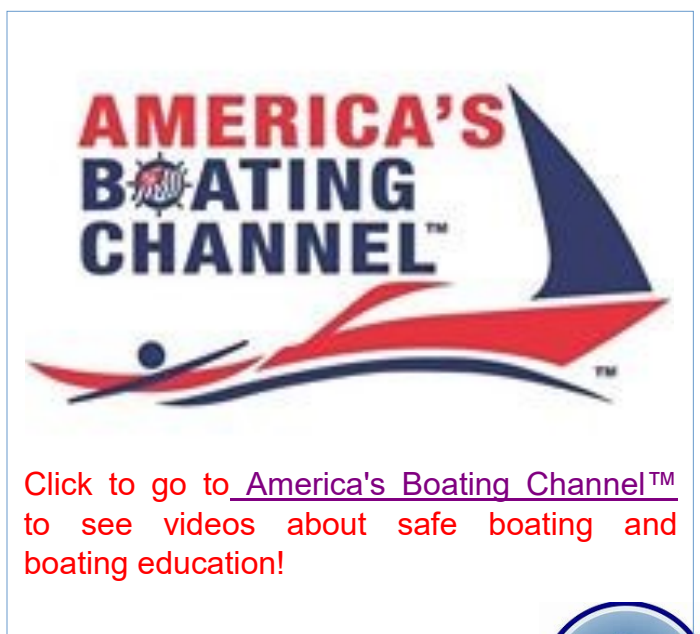 AMERICA'S
BOATING
CHANNEL™
™
Click to go to America's Boating Channel™
to see videos about safe boating and
boating education!